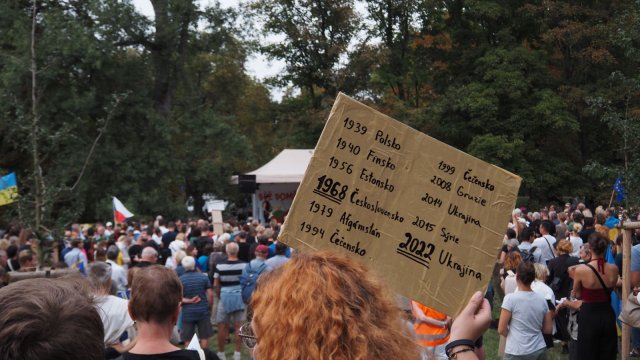 1939 Polsko
1940 Finsko
1956 Estonsko
1968 Československo
1979 Afgánistán
1994 Čečensko
1999 Čečensko
2008 Gruzie
2014 Ukrajina
2015 Sýrie
2022 Ukrajina